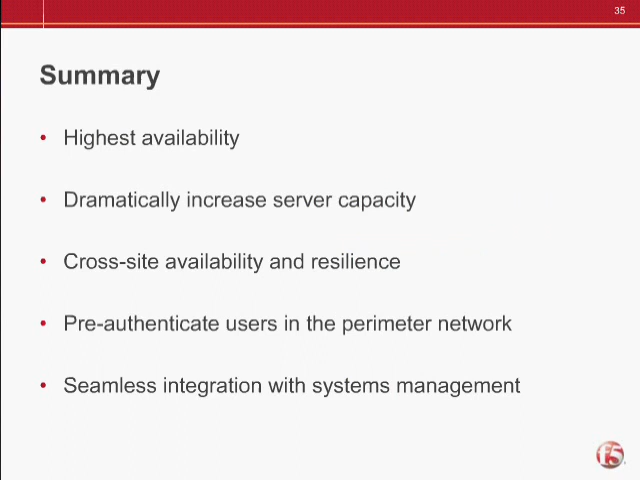 35
Summary
• Highest availability
• Dramatically increase server capacity
• Cross-site availability and resilience
• Pre-authenticate users in the perimeter network
• Seamless integration with systems management
f5